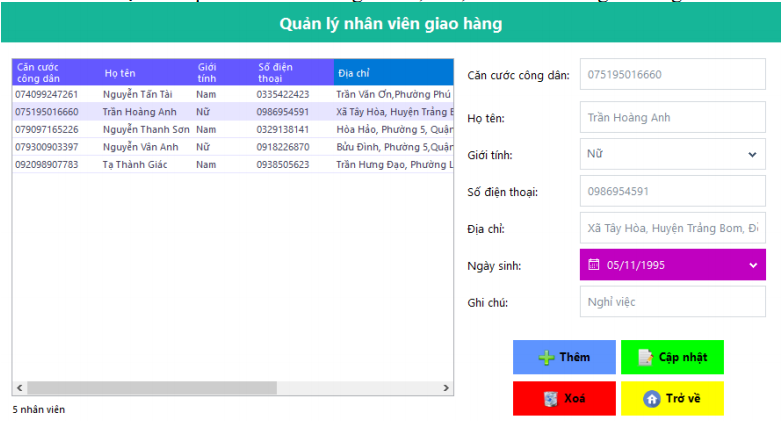 Quản lý nhân viên giao hàng
Căn cước công dân Họ tên Giới tính Số điện thoại Địa chỉ
074099247261 Nguyễn Tấn Tài Nam 0335422423 Trần Văn Ơn,Phường Phú
075195016660 Trần Hoàng Anh Nữ 0986954591 Xã Tây Hòa, Huyện Trảng
079097165226 Nguyễn Thanh Sơn Nam 0329138141 Hòa Hảo, Phường 5, Quận
079300903397 Nguyễn Vân Anh Nữ 0918226870 Bửu Đình, Phường 5,Quận
092098907783 Tạ Thành Giác Nam 0938505623 Trần Hưng Đạo, Phường L
5 nhân viên
Căn cước công dân: 075195016660
Họ tên: Trần Hoàng Anh
Giới tính: Nữ
Số điện thoại: 0986954591
Địa chỉ: Xã Tây Hòa, Huyện Trảng Bom,
Ngày sinh: 05/11/1995
Ghi chú: Nghỉ việc
Thêm Cập nhật
Xoá Trở về